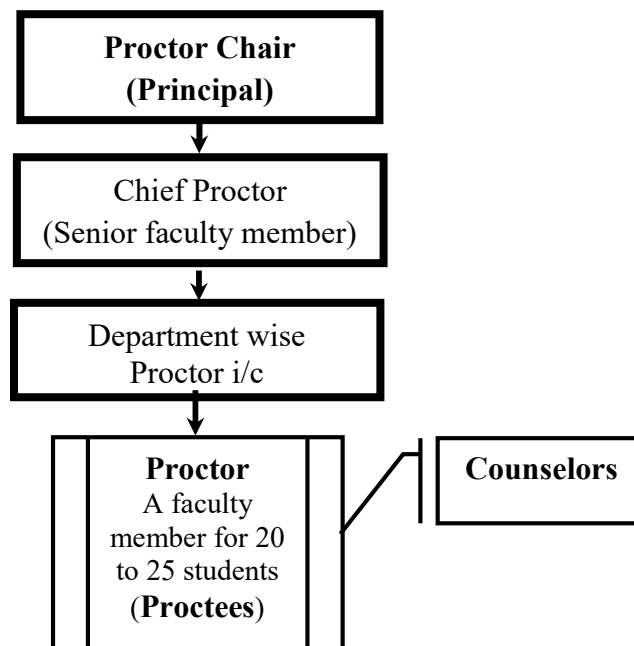 Proctor Chair
(Principal)
Chief Proctor
(Senior faculty member)
Department wise
Proctor i/c
Proctor
A faculty
member for 20
to 25 students
(Proctees)
Counselors